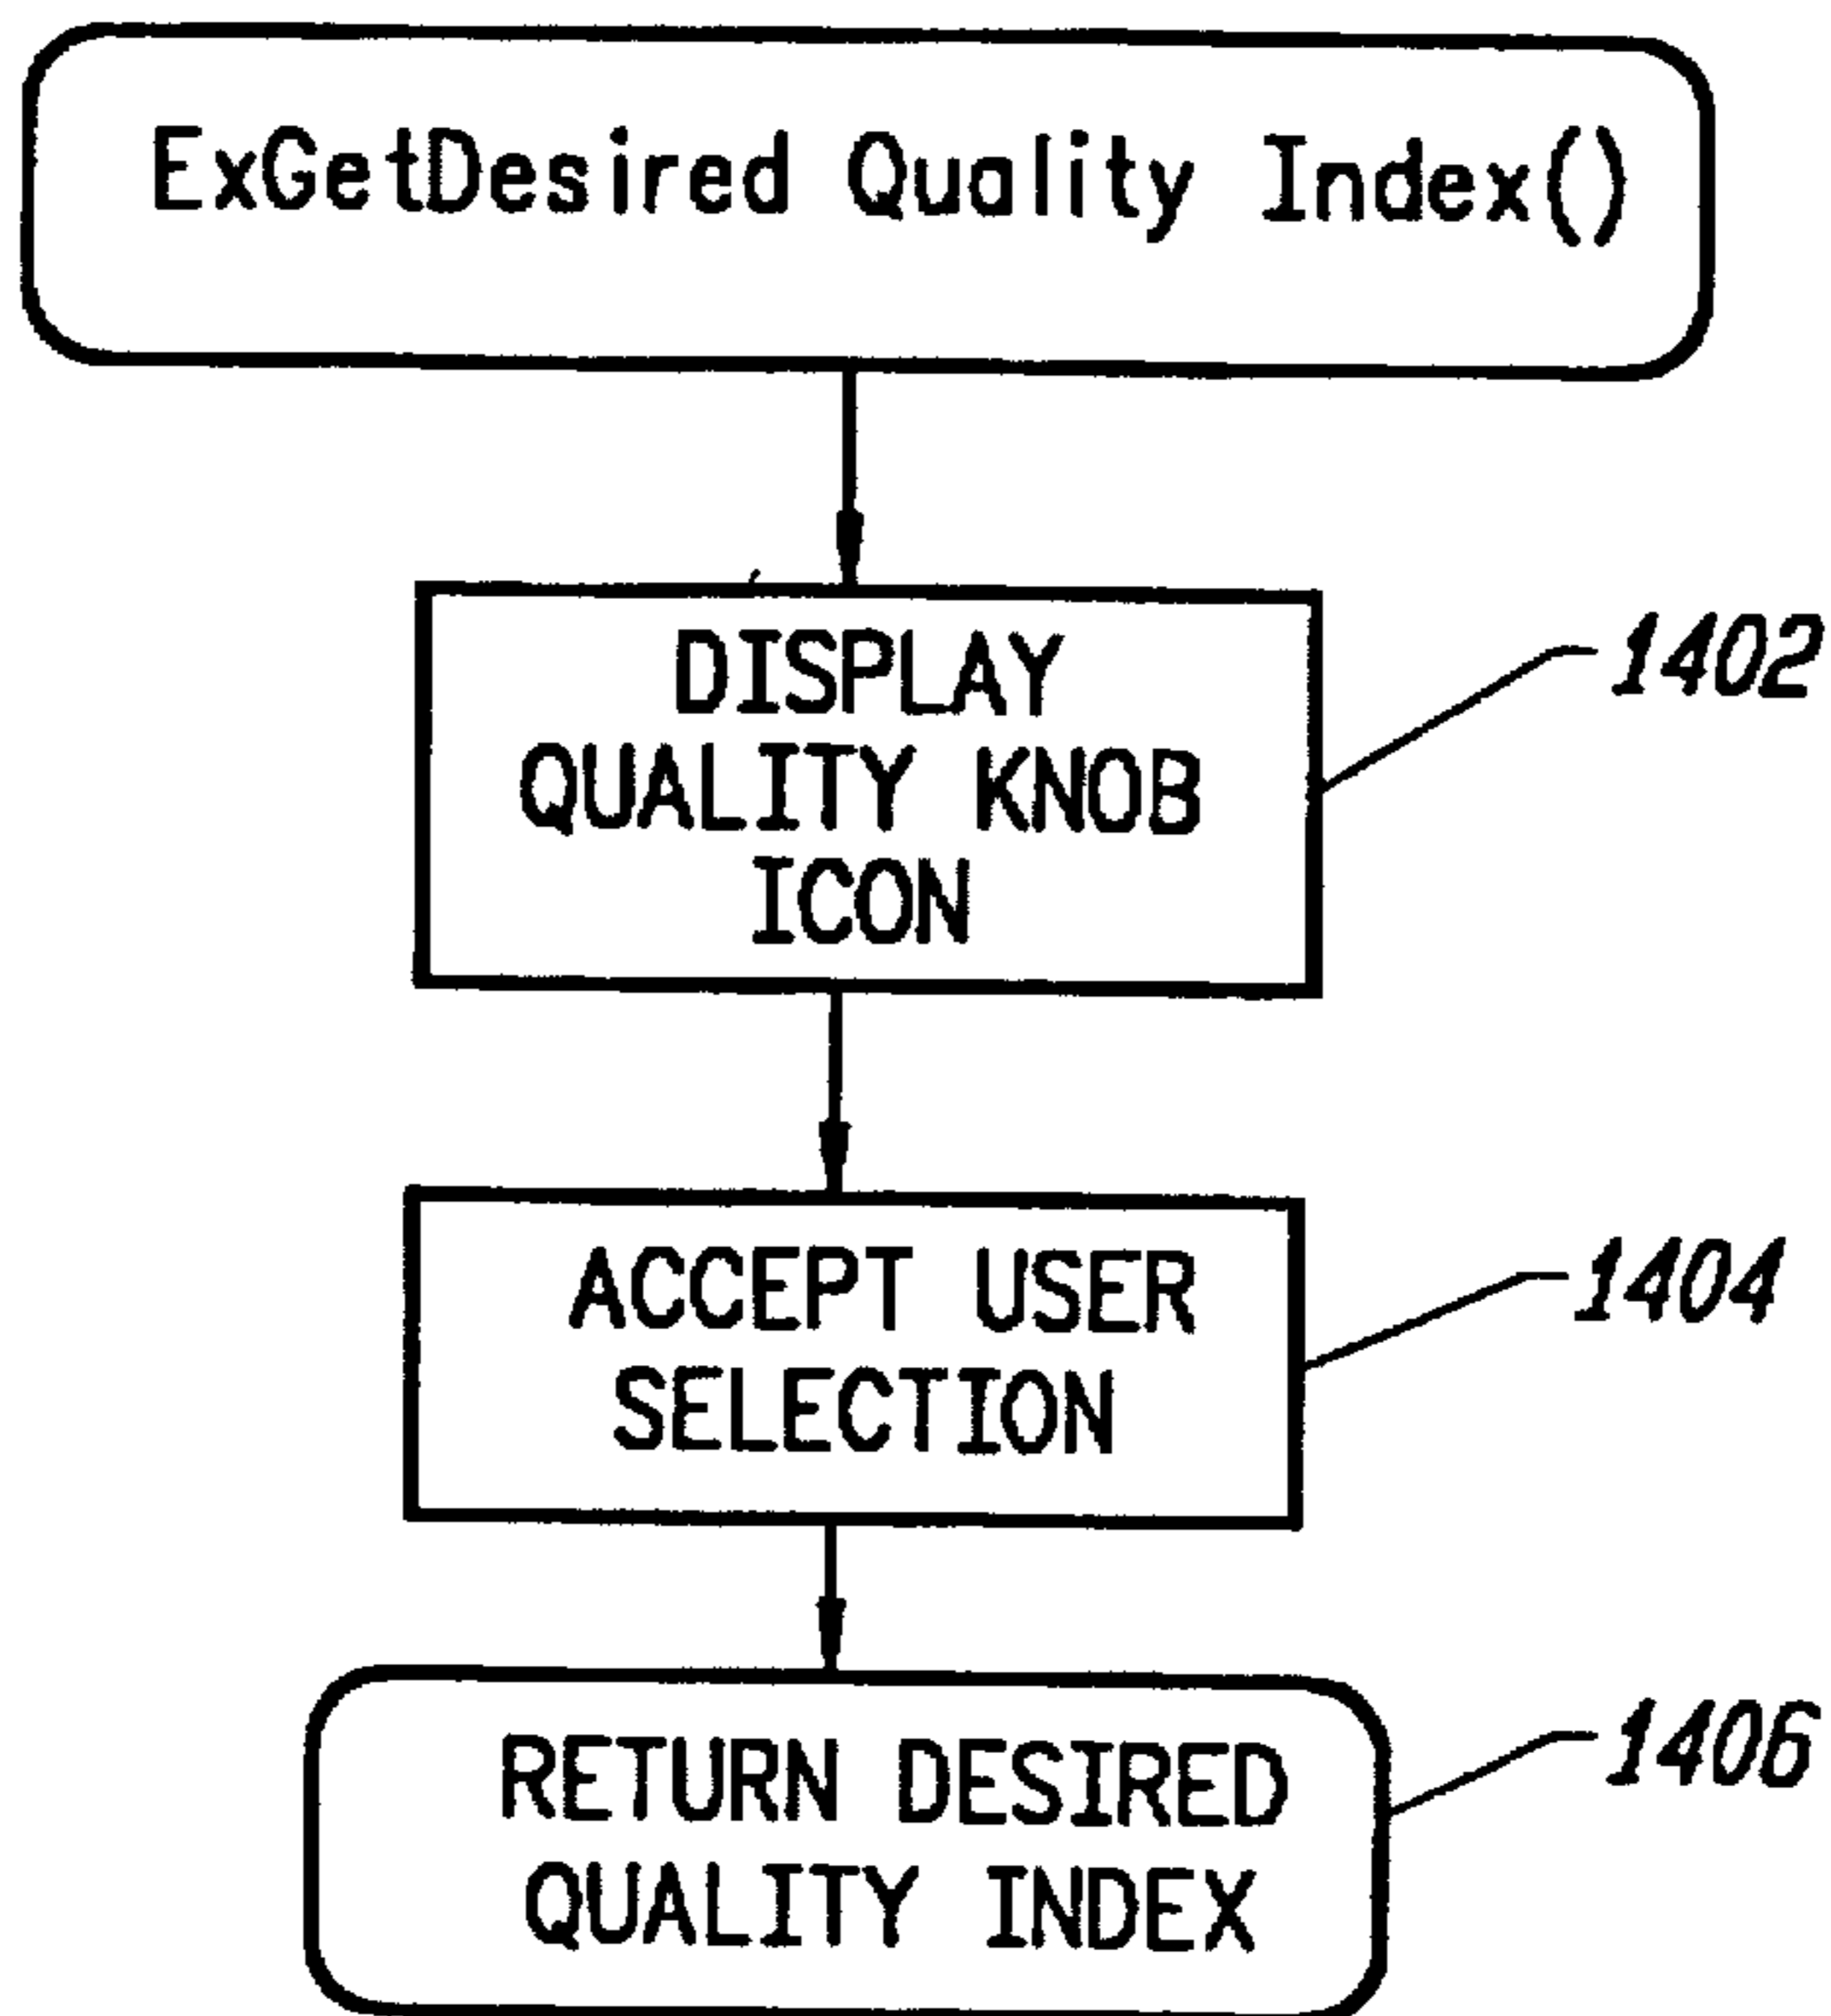 ExGetDesired Quality Index()
DISPLAY
QUALITY KNOB
ICON
1402
ACCEPT USER
SELECTION
1404
RETURN DESIRED
QUALITY INDEX
1406